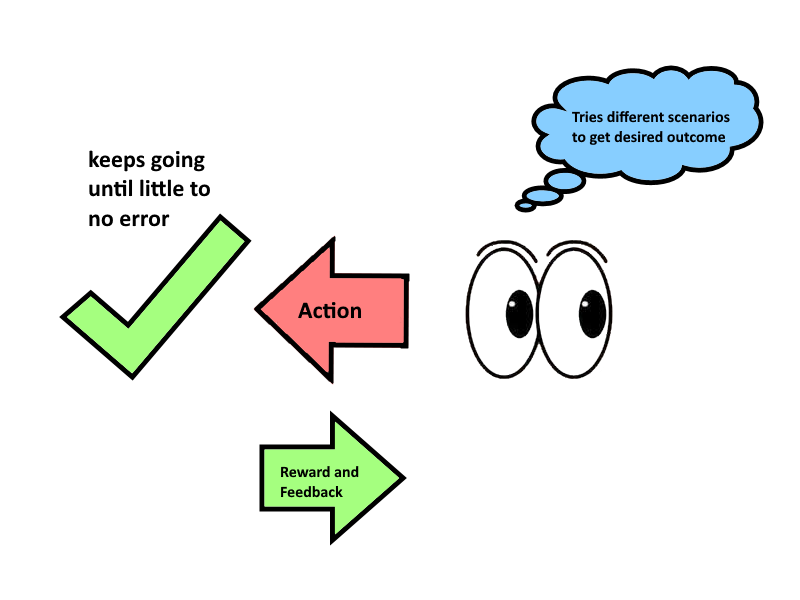 Tries different scenarios
to get desired outcome
keeps going
until little to
no error
Action
Reward and
Feedback